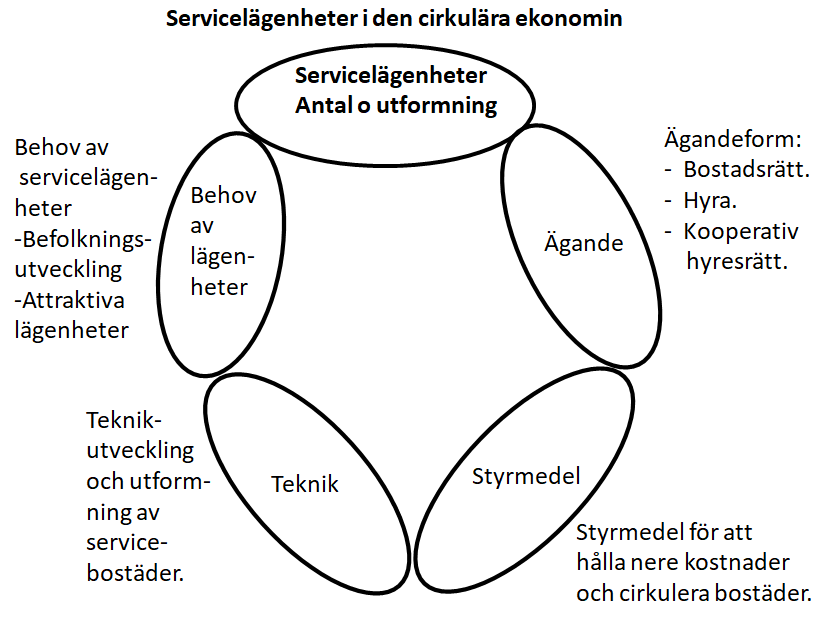 Servicelägenheter i den cirkulära ekonomin
Servicelägenheter
Antal o utformning
Behov av
servicelägen-
heter
-Befolknings-
utveckling
-Attraktiva
lägenheter
Behov
av
lägen-
heter
Ägande
Ägandeform:
- Bostadsrätt.
- Hyra.
- Kooperativ
hyresrätt.
Teknik-
utveckling
och utform-
ning av
service-
bostäder.
Teknik
Styrmedel
Styrmedel för att
hålla nere kostnader
och cirkulera bostäder.